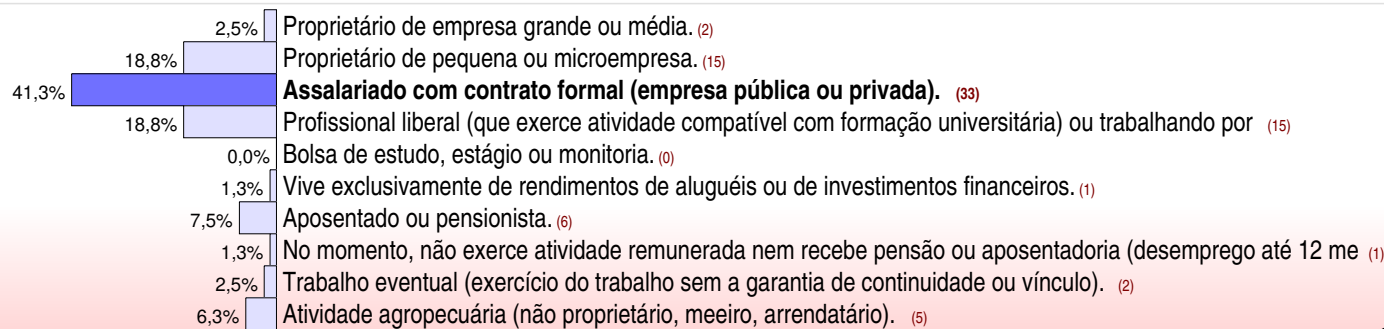 2,5% Proprietário de empresa grande ou média. (2)
18,8% Proprietário de pequena ou microempresa. (15)
41,3% Assalariado com contrato formal (empresa pública ou privada). (33)
18,8% Profissional liberal (que exerce atividade compatível com formação universitária) ou trabalhando por (15)
0,0% Bolsa de estudo, estágio ou monitoria. (0)
1,3% Vive exclusivamente de rendimentos de aluguéis ou de investimentos financeiros. (1)
7,5% Aposentado ou pensionista. (6)
1,3% No momento, não exerce atividade remunerada nem recebe pensão ou aposentadoria (desemprego até 12 me (1)
2,5% Trabalho eventual (exercício do trabalho sem a garantia de continuidade ou vínculo). (2)
6,3% Atividade agropecuária (não proprietário, meeiro, arrendatário). (5)